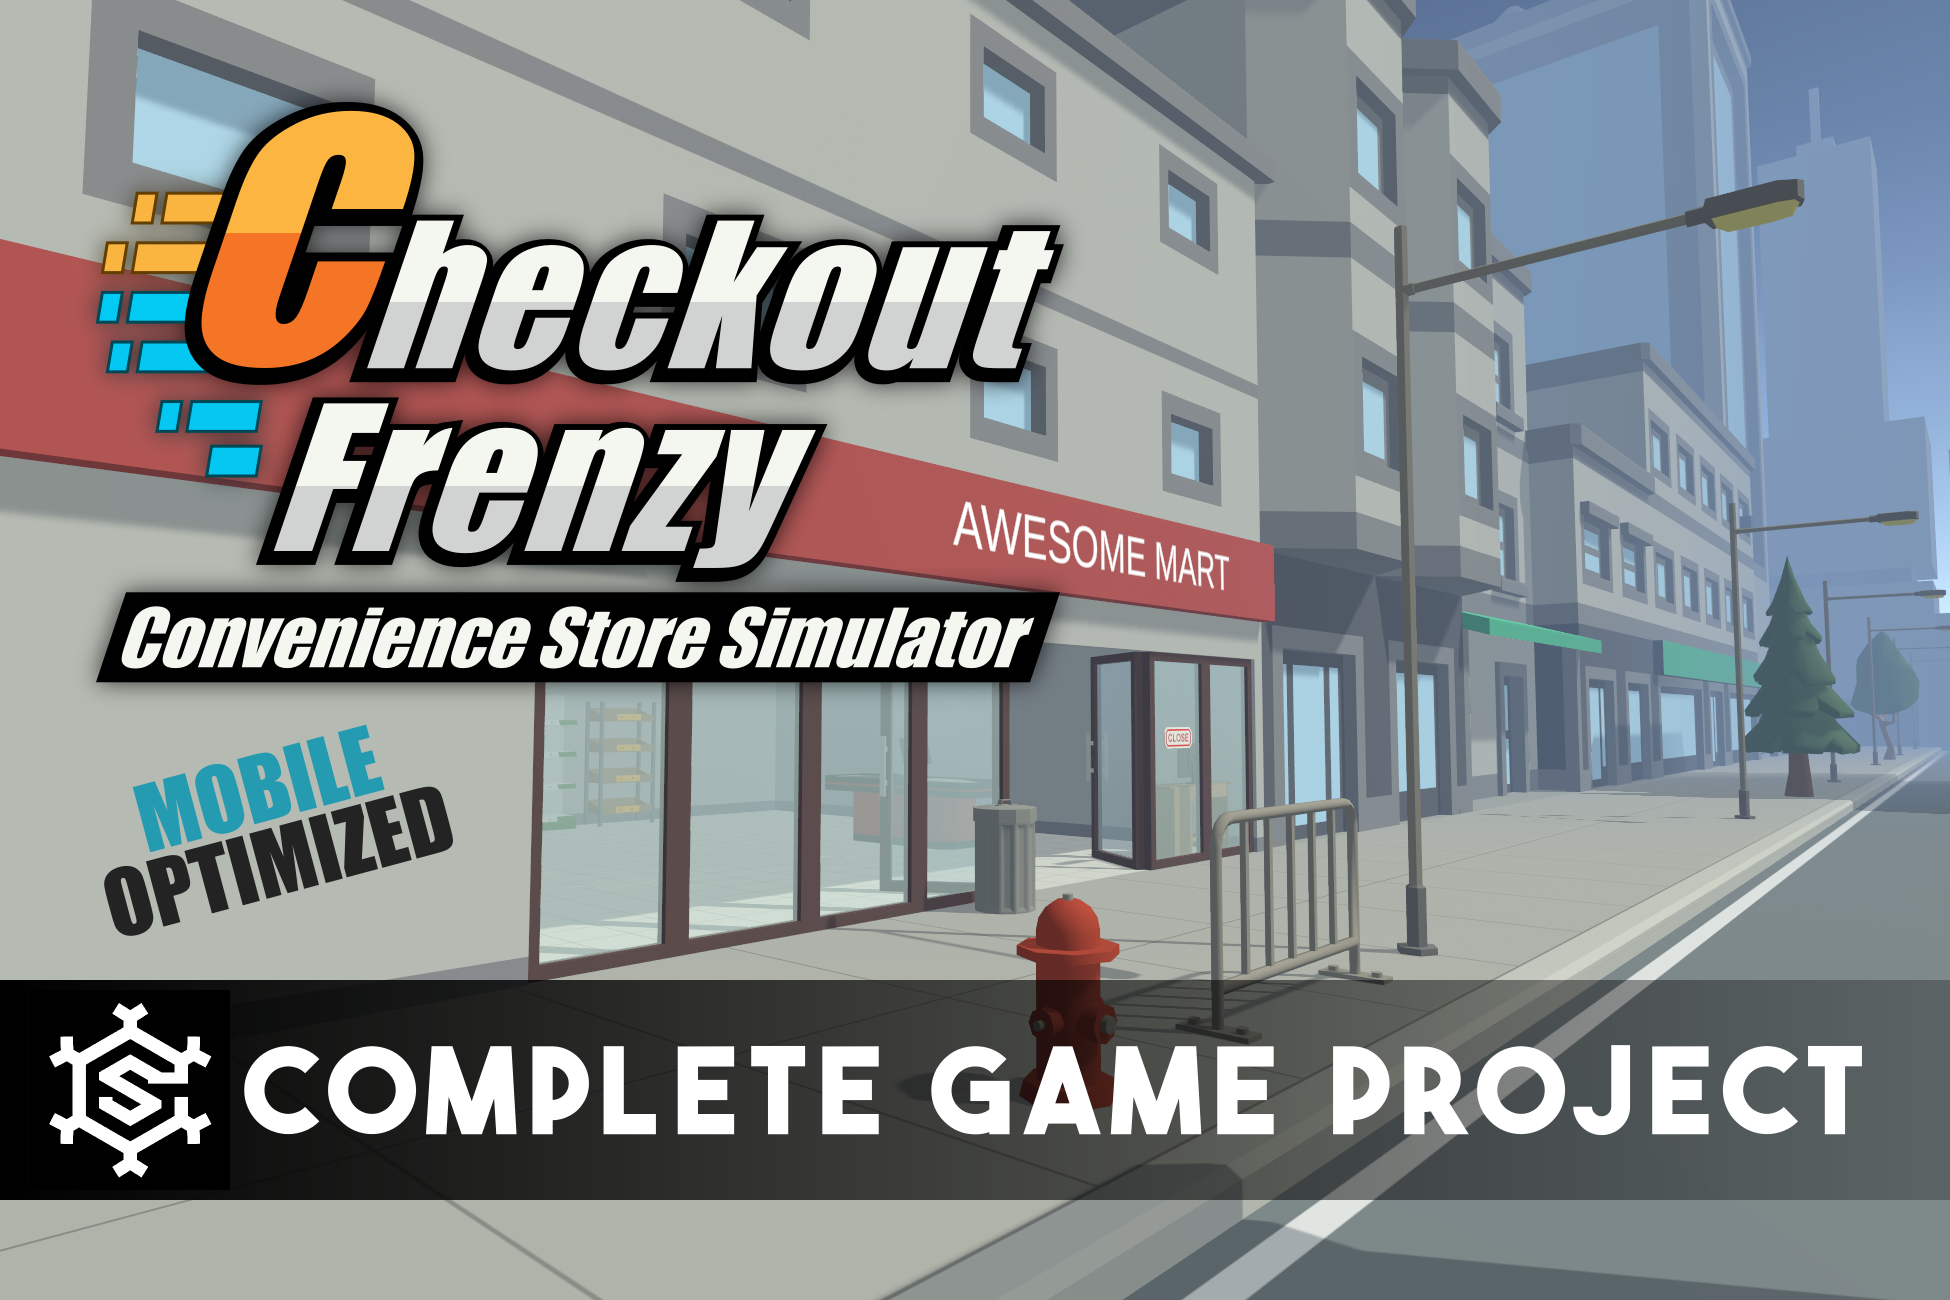 Checkout
Frenzy
Convenience Store Simulator
AWESOME MART
CLOSE
MOBILE
OPTIMIZED
COMPLETE GAME PROJECT